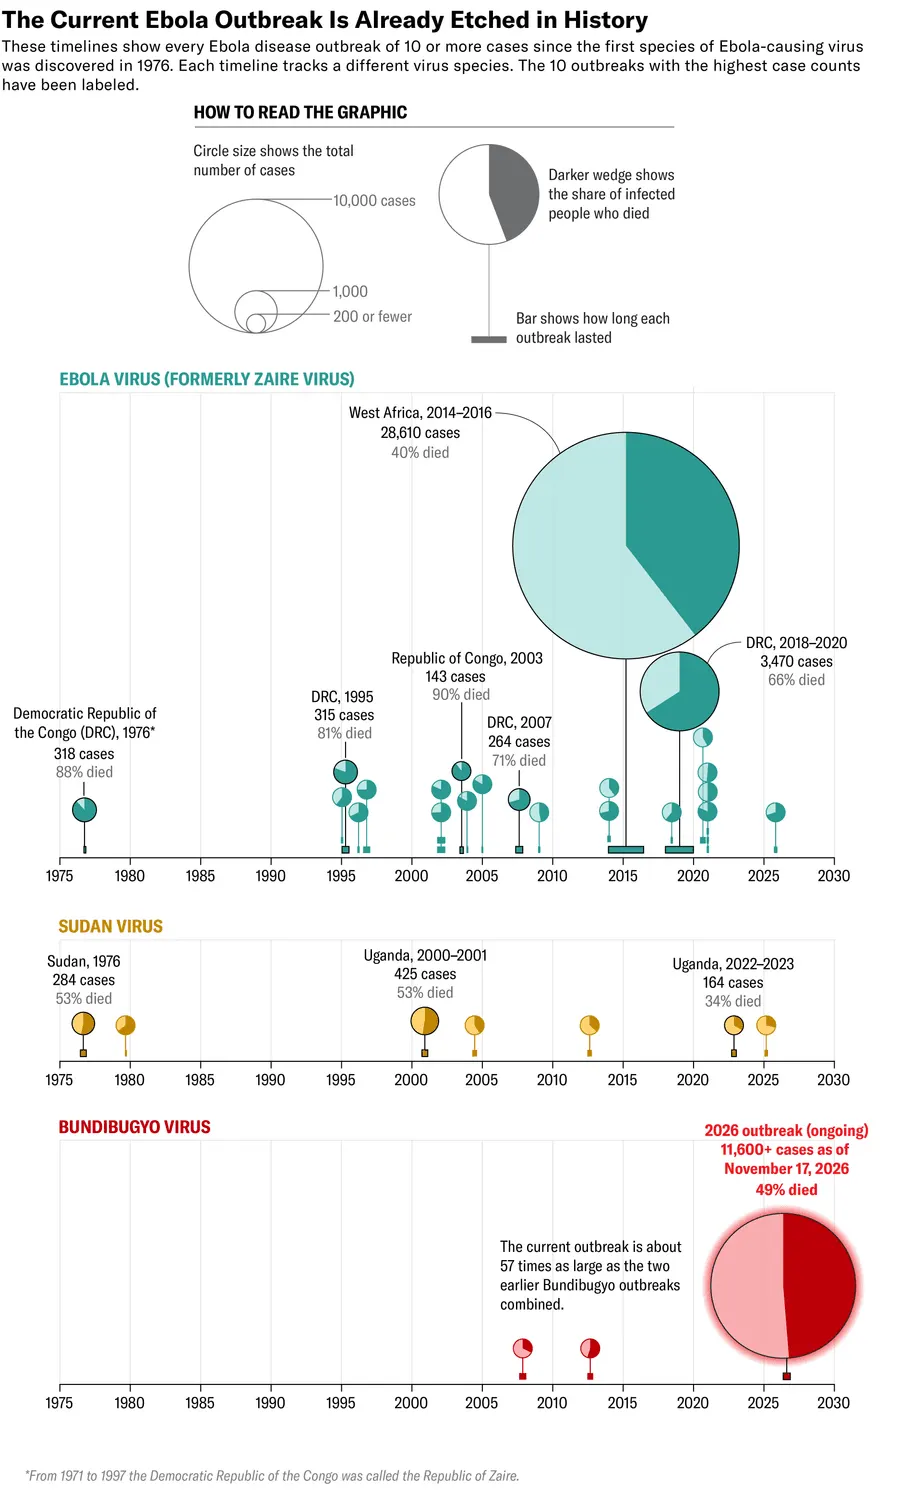 The Current Ebola Outbreak Is Already Etched in History
These timelines show every Ebola disease outbreak of 10 or more cases since the first species of Ebola-causing virus
was discovered in 1976. Each timeline tracks a different virus species. The 10 outbreaks with the highest case counts
have been labeled.
HOW TO READ THE GRAPHIC
Circle size shows the total
number of cases
10,000 cases
1,000
200 or fewer
Darker wedge shows
the share of infected
people who died
Bar shows how long each
outbreak lasted
EBOLA VIRUS (FORMERLY ZAIRE VIRUS)
West Africa, 2014–2016
28,610 cases
40% died
DRC, 2018–2020
3,470 cases
66% died
Republic of Congo, 2003
143 cases
90% died
DRC, 1995
315 cases
81% died
Democratic Republic of
the Congo (DRC), 1976*
318 cases
88% died
DRC, 2007
264 cases
71% died
1975 1980 1985 1990 1995 2000 2005 2010 2015 2020 2025 2030
SUDAN VIRUS
Sudan, 1976
284 cases
53% died
Uganda, 2000–2001
425 cases
53% died
Uganda, 2022–2023
164 cases
34% died
1975 1980 1985 1990 1995 2000 2005 2010 2015 2020 2025 2030
BUNDIBUGYO VIRUS
2026 outbreak (ongoing)
11,600+ cases as of
November 17, 2026
49% died
The current outbreak is about
57 times as large as the two
earlier Bundibugyo outbreaks
combined.
1975 1980 1985 1990 1995 2000 2005 2010 2015 2020 2025 2030
*From 1971 to 1997 the Democratic Republic of the Congo was called the Republic of Zaire.